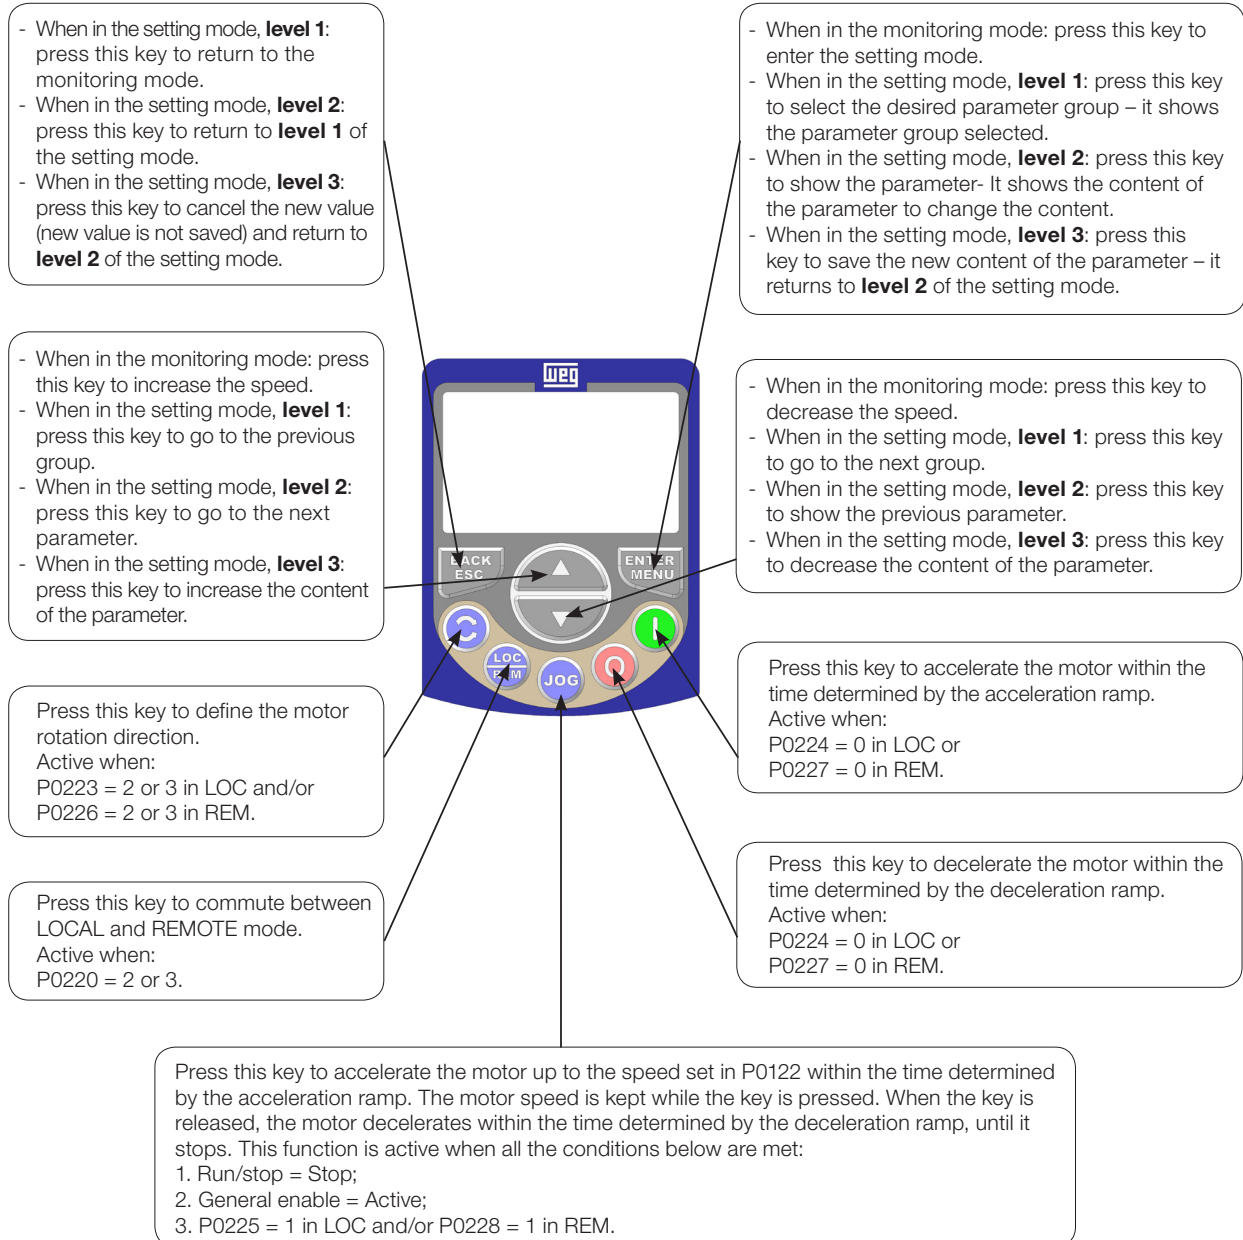 - When in the setting mode, level 1:
press this key to return to the
monitoring mode.
- When in the setting mode, level 2:
press this key to return to level 1 of
the setting mode.
- When in the setting mode, level 3:
press this key to cancel the new value
(new value is not saved) and return to
level 2 of the setting mode.
- When in the monitoring mode: press this key to
enter the setting mode.
- When in the setting mode, level 1: press this key
to select the desired parameter group – it shows
the parameter group selected.
- When in the setting mode, level 2: press this key
to show the parameter- It shows the content of
the parameter to change the content.
- When in the setting mode, level 3: press this
key to save the new content of the parameter – it
returns to level 2 of the setting mode.
- When in the monitoring mode: press
this key to increase the speed.
- When in the setting mode, level 1:
press this key to go to the previous
group.
- When in the setting mode, level 2:
press this key to go to the next
parameter.
- When in the setting mode, level 3:
press this key to increase the content
of the parameter.
weg
- When in the monitoring mode: press this key to
decrease the speed.
- When in the setting mode, level 1: press this key
to go to the next group.
- When in the setting mode, level 2: press this key
to show the previous parameter.
- When in the setting mode, level 3: press this key
to decrease the content of the parameter.
BACK
ESC
ENTER
MENU
LOC
REM
JOG
Press this key to define the motor
rotation direction.
Active when:
P0223 = 2 or 3 in LOC and/or
P0226 = 2 or 3 in REM.
Press this key to accelerate the motor within the
time determined by the acceleration ramp.
Active when:
P0224 = 0 in LOC or
P0227 = 0 in REM.
Press this key to commute between
LOCAL and REMOTE mode.
Active when:
P0220 = 2 or 3.
Press  this key to decelerate the motor within the
time determined by the deceleration ramp.
Active when:
P0224 = 0 in LOC or
P0227 = 0 in REM.
Press this key to accelerate the motor up to the speed set in P0122 within the time determined
by the acceleration ramp. The motor speed is kept while the key is pressed. When the key is
released, the motor decelerates within the time determined by the deceleration ramp, until it
stops. This function is active when all the conditions below are met:
1. Run/stop = Stop;
2. General enable = Active;
3. P0225 = 1 in LOC and/or P0228 = 1 in REM.